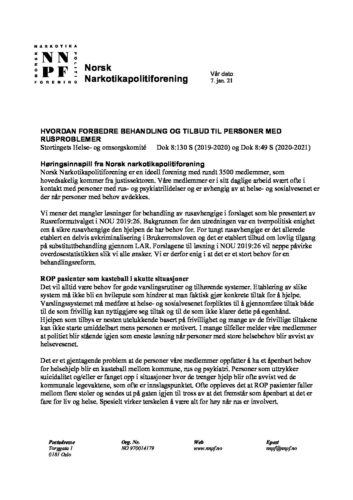 NARKOTIKA
NORSK
NN
PF
POLITI
FORENING
Norsk
Narkotikapolitiforening
Vår dato
7. jan. 21
HVORDAN FORBEDRE BEHANDLING OG TILBUD TIL PERSONER MED
RUSPROBLEMER
Stortingets Helse- og omsorgskomité Dok 8:130 S (2019-2020) og Dok 8:49 S (2020-2021)
Høringsinnspill fra Norsk narkotikapolitiforening
Norsk Narkotikapolitiforening er en ideell forening med rundt 3500 medlemmer, som
hovedsakelig kommer fra justissektoren. Våre medlemmer er i sitt daglige arbeid svært ofte i
kontakt med personer med rus- og psykiatrilidelser og er avhengig av at helse- og sosialvesenet er
der når personer med behov avdekkes.
Vi mener det mangler løsninger for behandling av rusavhengige i forslaget som ble presentert av
Rusreformutvalget i NOU 2019:26. Bakgrunnen for den utredningen var en tverrpolitisk enighet
om å sikre rusavhengige den hjelpen de har behov for. For tunge rusavhengige er det allerede
etablert en delvis avkriminalisering i Brukerromsloven og det er etablert tilbud om lovlig tilgang
på substituttbehandling gjennom LAR. Forslagene til løsning i NOU 2019:26 vil neppe påvirke
overdosestatistikken slik vi alle ønsker. Vi er derfor enig i at det er et stort behov for en
behandlingsreform.
ROP pasienter som kasteball i akutte situasjoner
Det vil alltid være behov for gode varslingsrutiner og tilhørende systemer. Etablering av slike
system må ikke bli en hvilepute som hindrer at man faktisk gjør konkrete tiltak for å hjelpe.
Varslingssystemet må medføre at helse- og sosialvesenet forpliktes til å gjennomføre tiltak både
til de som frivillig kan nyttiggjøre seg tiltak og til de som ikke klarer dette på egenhånd.
Hjelpen som tilbys er nesten utelukkende basert på frivillighet og mange av de frivillige tiltakene
kan ikke starte umiddelbart mens personen er motivert. I mange tilfeller melder våre medlemmer
at politiet blir stående igjen som eneste løsning når personer med store helsebehov blir avvist av
helsevesenet.
Det er et gjentagende problem at de personer våre medlemmer oppfatter å ha et åpenbart behov
for helsehjelp blir en kasteball mellom kommune, rus og psykiatri. Personer som uttrykker
suicidalitet og/eller er fanget opp i situasjoner hvor de trenger hjelp blir ofte avvist ved de
kommunale legevaktene, som ofte er innslagspunktet. Ofte oppleves det at ROP pasienter faller
mellom flere stoler og sendes ut på gaten igjen til tross av at det fremstår som åpenbart at det er
fare for liv og helse. Spesielt virker terskelen å være alt for høy når rus er involvert.
Postadresse
Torggata 1
0181 Oslo
Org. Nr.
NO 970014179
Web
www.nnpf.no
Epost
nnpf@nnpf.no